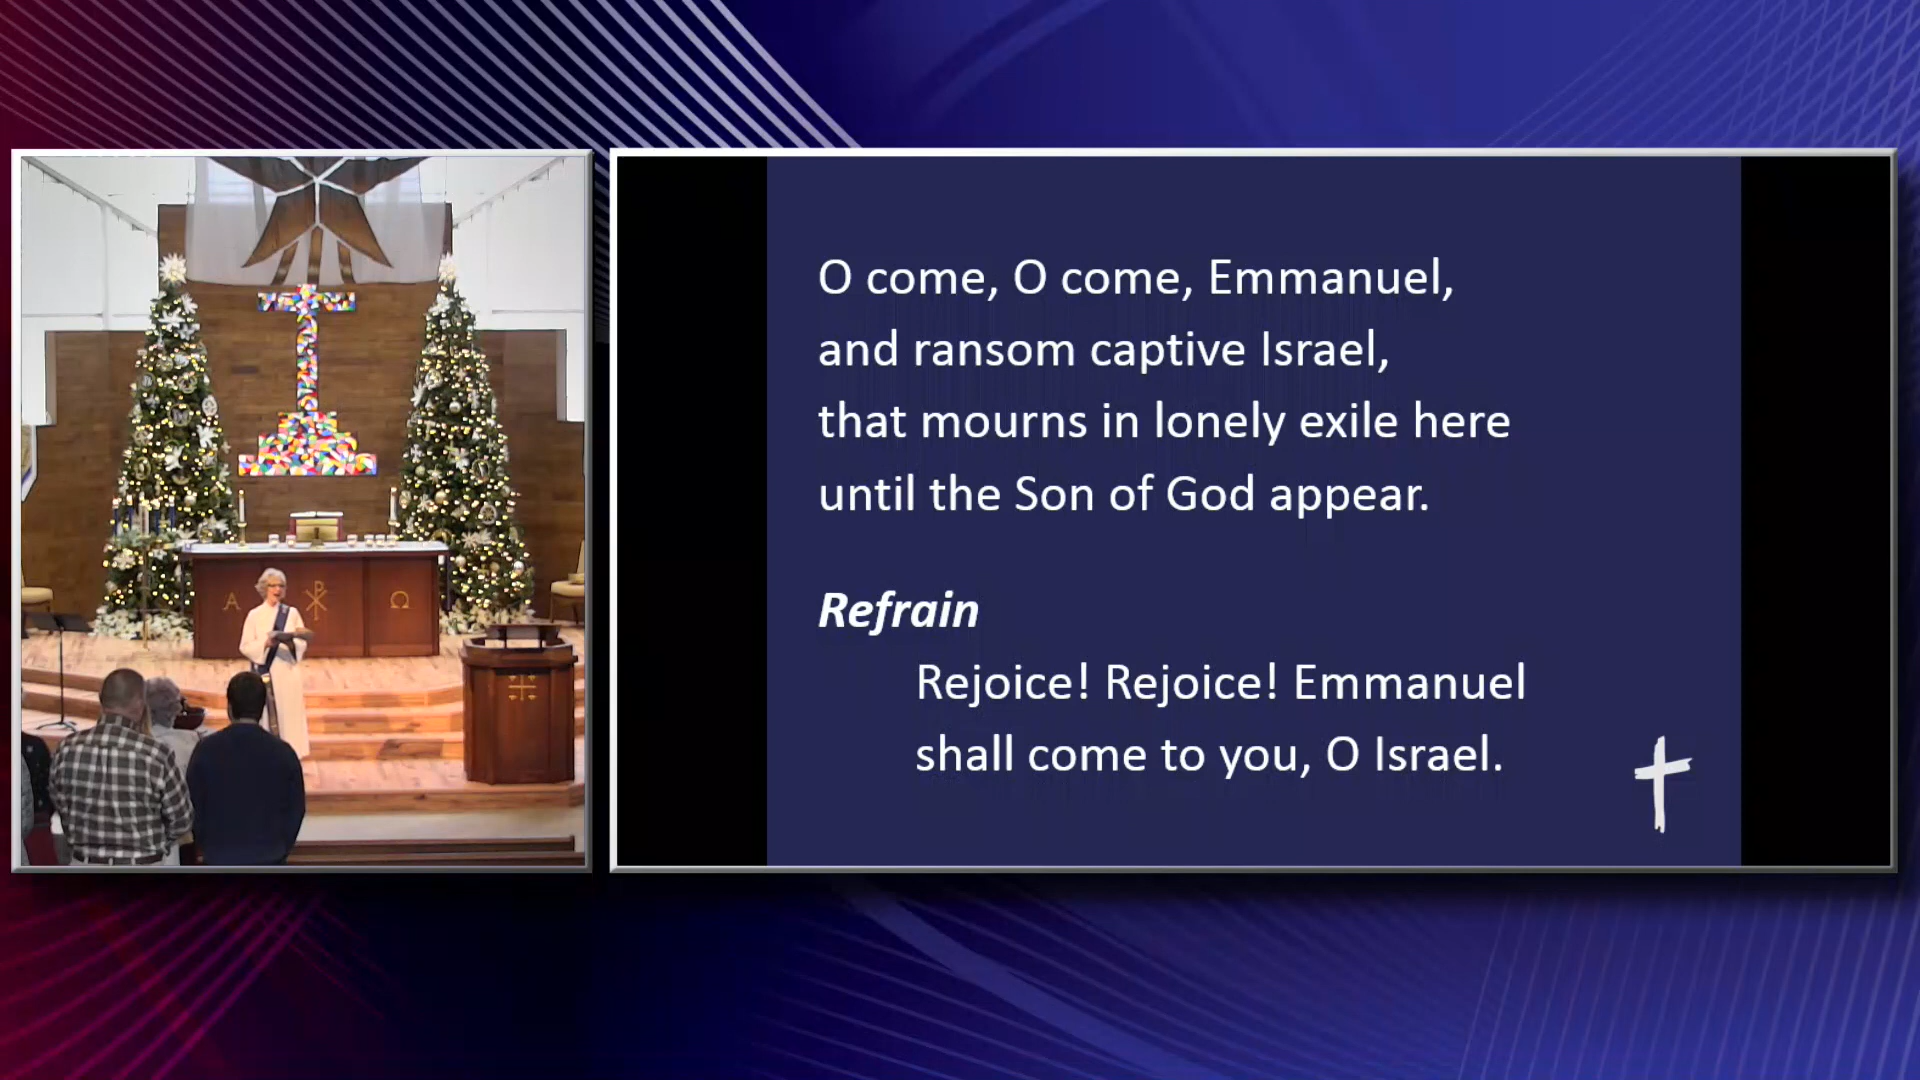 O come, O come, Emmanuel,
and ransom captive Israel,
that mourns in lonely exile here
until the Son of God appear.
Refrain
Rejoice! Rejoice! Emmanuel
shall come to you, O Israel.
Α ☧ Ω